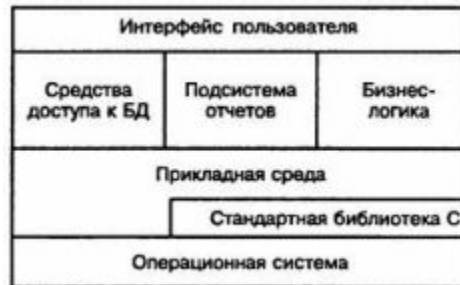 Интерфейс пользователя
Средства
доступа к БД
Подсистема
отчетов
Бизнес-
логика
Прикладная среда
Стандартная библиотека С
Операционная система